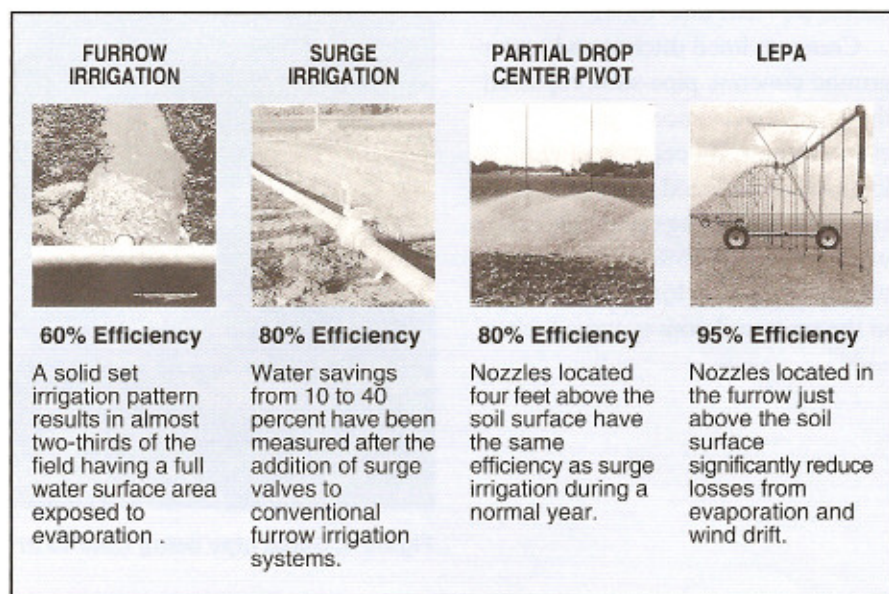 FURROW
IRRIGATION
60% Efficiency
A solid set
irrigation pattern
results in almost
two-thirds of the
field having a full
water surface area
exposed to
evaporation .
SURGE
IRRIGATION
80% Efficiency
Water savings
from 10 to 40
percent have been
measured after the
addition of surge
valves to
conventional
furrow irrigation
systems.
PARTIAL DROP
CENTER PIVOT
80% Efficiency
Nozzles located
four feet above the
soil surface have
the same
efficiency as surge
irrigation during a
normal year.
LEPA
95% Efficiency
Nozzles located in
the furrow just
above the soil
surface
significantly reduce
losses from
evaporation and
wind drift.